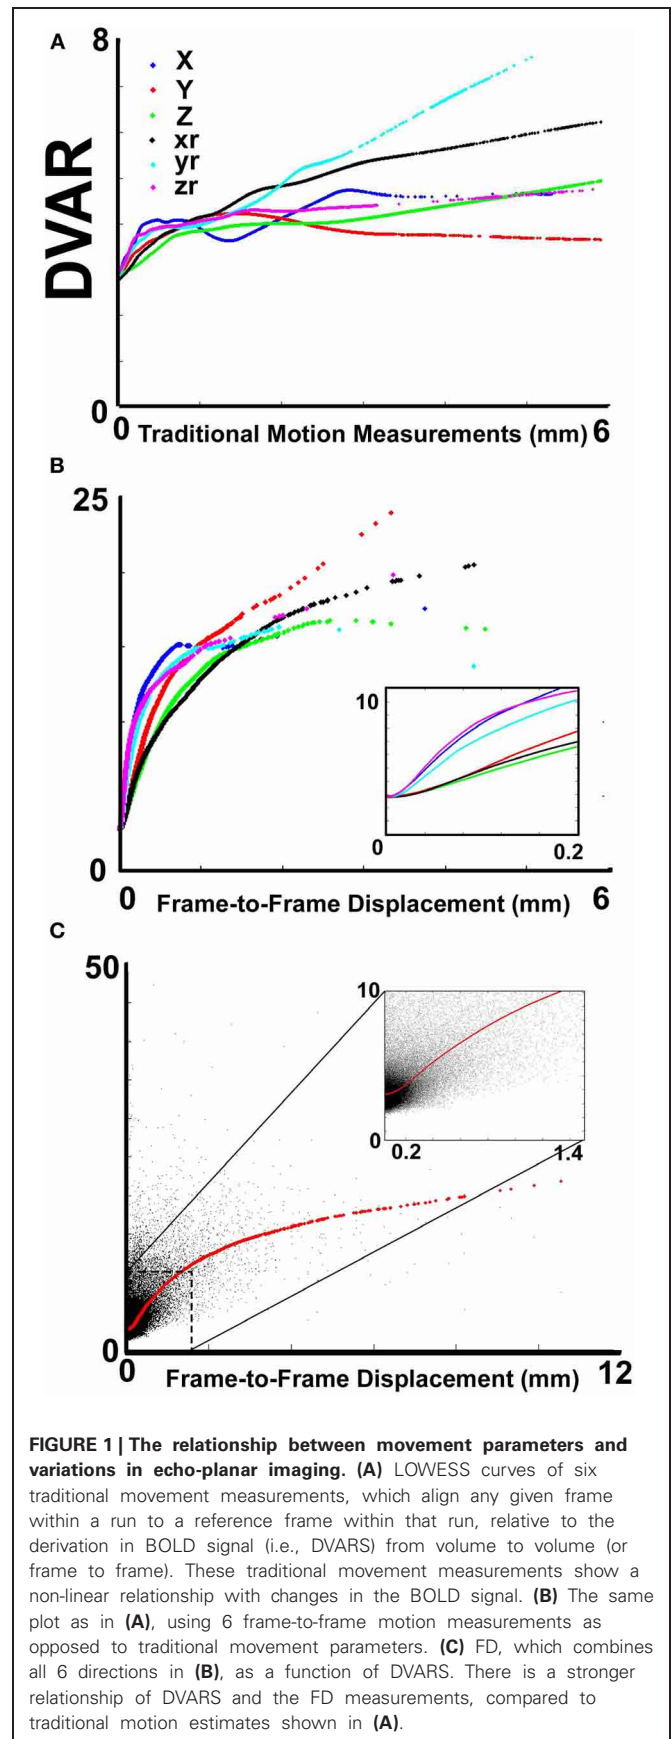 A
8
X
Y
Z
xr
yr
zr
DVAR
0
0 Traditional Motion Measurements (mm) 6
B
25
10
0
0 0.2
0
0 Frame-to-Frame Displacement (mm) 6
C
50
10
0
0.2 1.4
0
0 Frame-to-Frame Displacement (mm) 12
FIGURE 1 | The relationship between movement parameters and
variations in echo-planar imaging. (A) LOWESS curves of six
traditional movement measurements, which align any given frame
within a run to a reference frame within that run, relative to the
derivation in BOLD signal (i.e., DVARS) from volume to volume (or
frame to frame). These traditional movement measurements show a
non-linear relationship with changes in the BOLD signal. (B) The same
plot as in (A), using 6 frame-to-frame motion measurements as
opposed to traditional movement parameters. (C) FD, which combines
all 6 directions in (B), as a function of DVARS. There is a stronger
relationship of DVARS and the FD measurements, compared to
traditional motion estimates shown in (A).